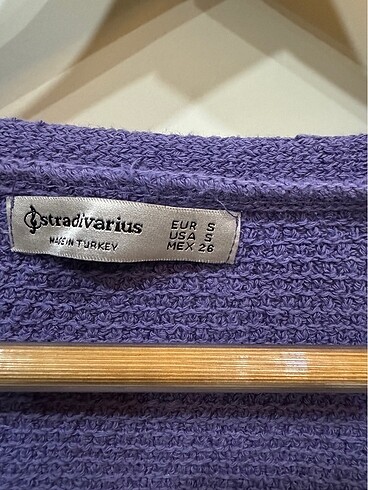 stradivarius
MADE IN TURKEY
EUR S
USA S
MEX 26